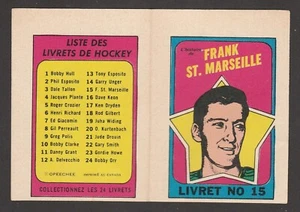 LISTE DES
LIVRETS DE HOCKEY
1 Bobby Hull
2 Phil Esposito
3 Dale Tallon
4 Jacques Plante
5 Roger Crozier
6 Henri Richard
7 Ed Giacomin
8 Gil Perreault
9 Greg Polis
10 Bobby Clarke
11 Danny Grant
12 A. Delvecchio
13 Tony Esposito
14 Garry Unger
15 F. St. Marseille
16 Dave Keon
17 Ken Dryden
18 Rod Gilbert
19 Juha Widing
20 O. Kurtenbach
21 Jude Drouin
22 Gary Smith
23 Gordie Howe
24 Bobby Orr
© OPEECHEE
COLLECTIONNEZ LES 24 LIVRETS
FRANK
ST. MARSEILLE
LIVRET NO 15